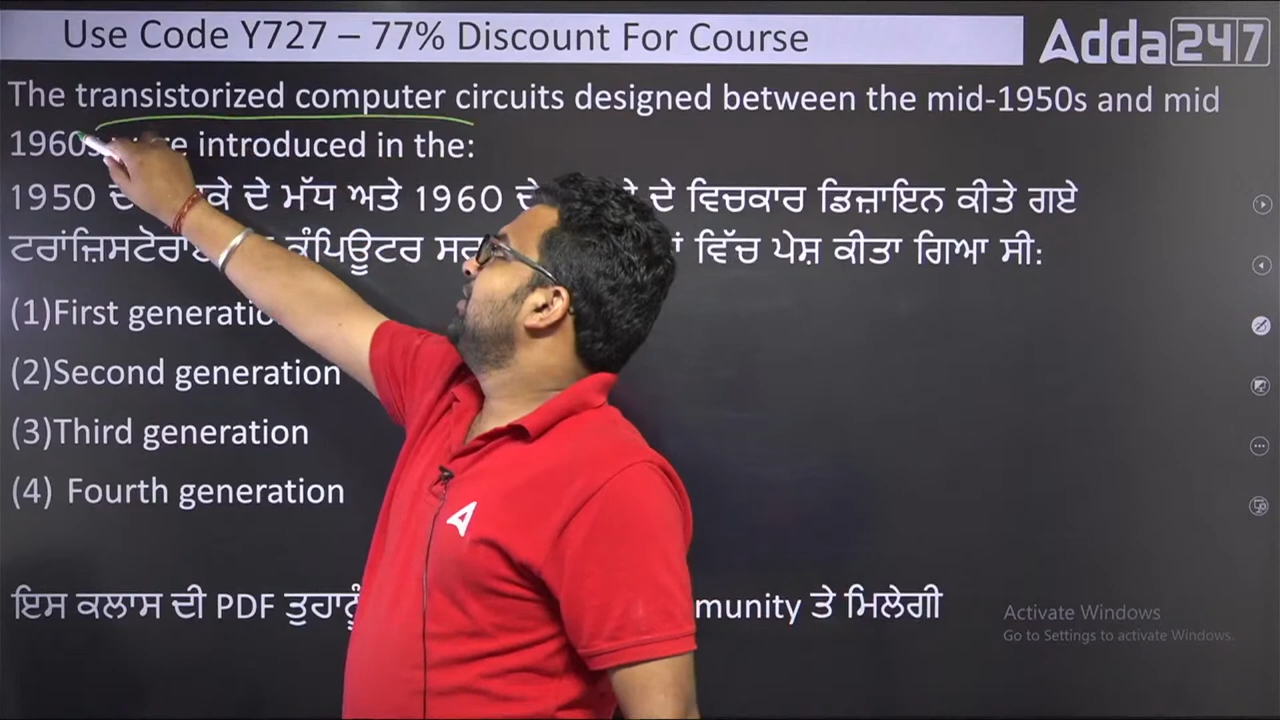 Use Code Y727 – 77% Discount For Course
Adda 247
The transistorized computer circuits designed between the mid-1950s and mid
1960s introduced in the:
1950 ਦੇ ਮੱਧ ਅਤੇ 1960 ਦੇ ਵਿਚਕਾਰ ਡਿਜ਼ਾਇਨ ਕੀਤੇ ਗਏ
ਕੰਪਿਊਟਰ ਵਿੱਚ ਪੇਸ਼ ਕੀਤਾ ਗਿਆ ਸੀ:
(1)First
(2)Second generation
(3)Third generation
(4) Fourth generation
ਇਸ ਕਲਾਸ ਦੀ PDF ਤੇ ਮਿਲੇਗੀ
Activate Windows
Go to Settings to activate Windows.